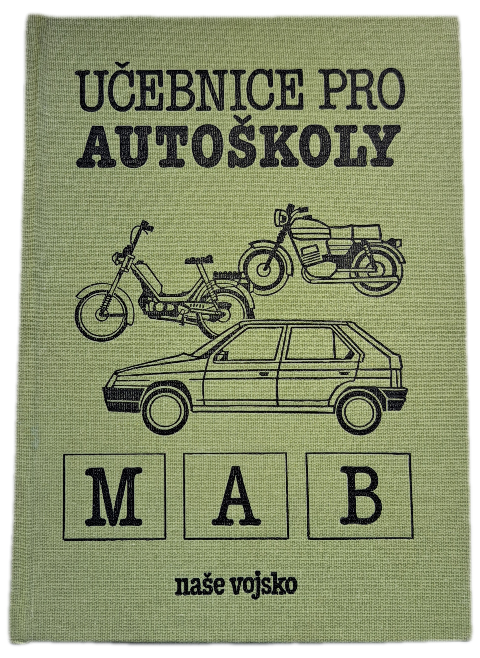 UČEBNICE PRO
AUTOŠKOLY
M A B
naše vojsko